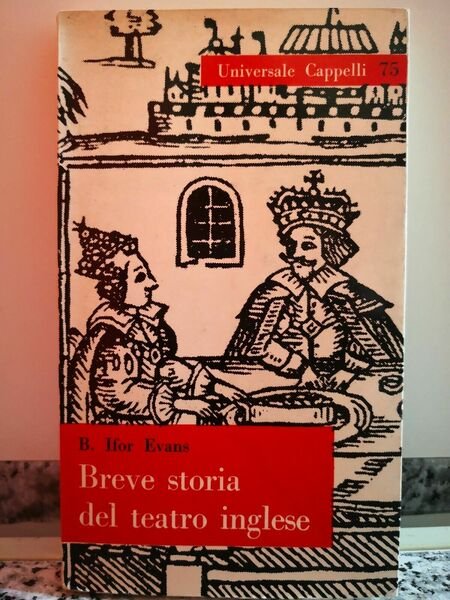 Universale Cappelli 75
B. Ifor Evans
Breve storia
del teatro inglese